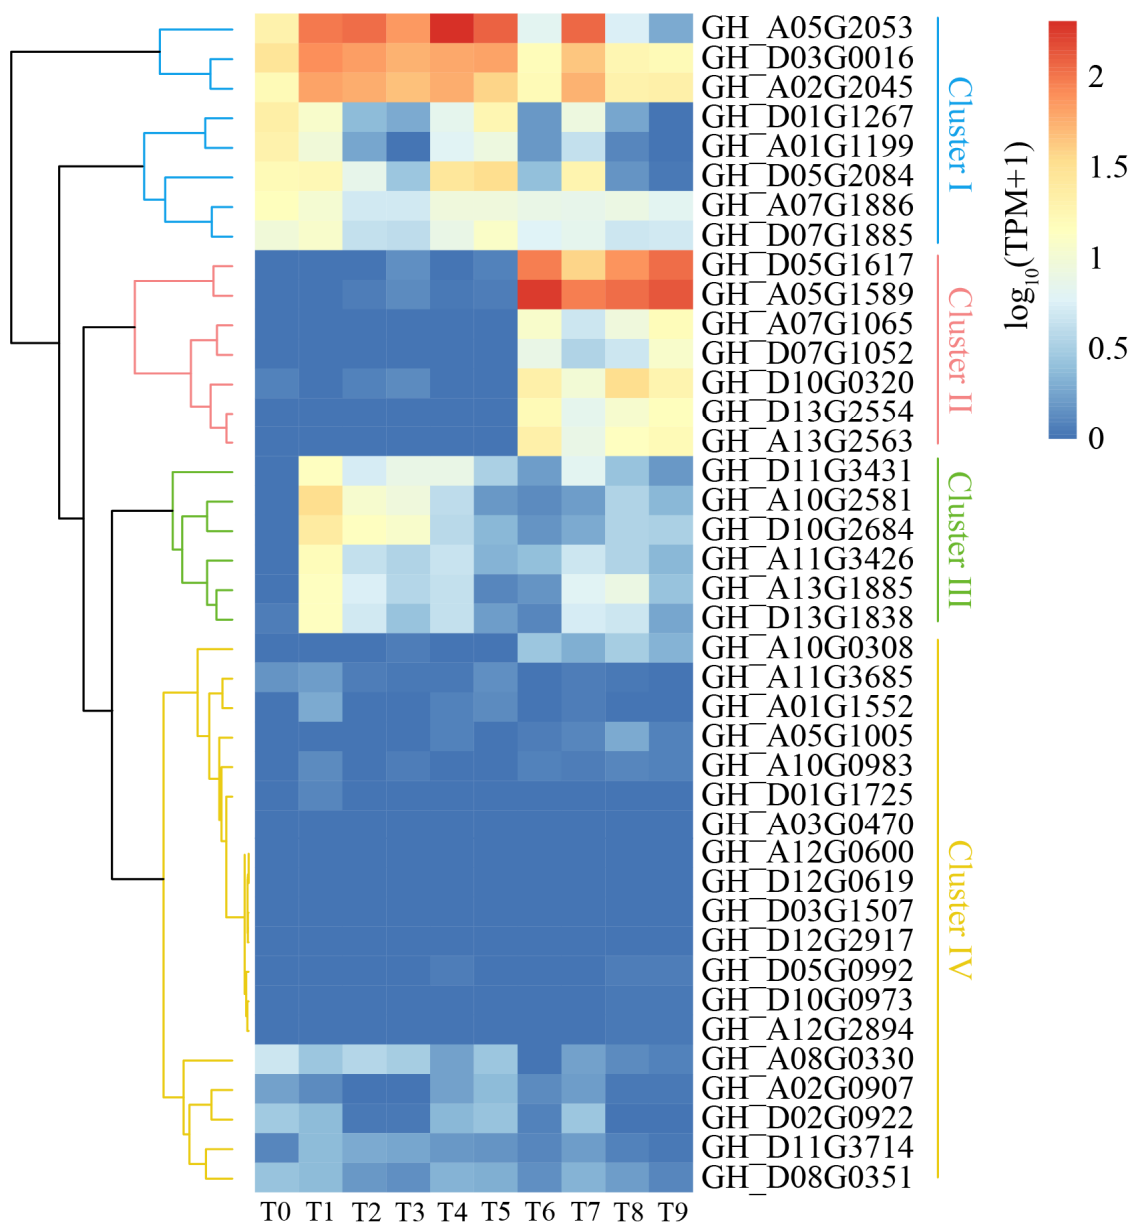 GH_A05G2053
GH_D03G0016
GH_A02G2045
GH_D01G1267
GH_A01G1199
GH_D05G2084
GH_A07G1886
GH_D07G1885
GH_D05G1617
GH_A05G1589
GH_A07G1065
GH_D07G1052
GH_D10G0320
GH_D13G2554
GH_A13G2563
GH_D11G3431
GH_A10G2581
GH_D10G2684
GH_A11G3426
GH_A13G1885
GH_D13G1838
GH_A10G0308
GH_A11G3685
GH_A01G1552
GH_A05G1005
GH_A10G0983
GH_D01G1725
GH_A03G0470
GH_A12G0600
GH_D12G0619
GH_D03G1507
GH_D12G2917
GH_D05G0992
GH_D10G0973
GH_A12G2894
GH_A08G0330
GH_A02G0907
GH_D02G0922
GH_D11G3714
GH_D08G0351
T0 T1 T2 T3 T4 T5 T6 T7 T8 T9
Cluster I
Cluster II
Cluster III
Cluster IV
log10(TPM+1)
2
1.5
1
0.5
0